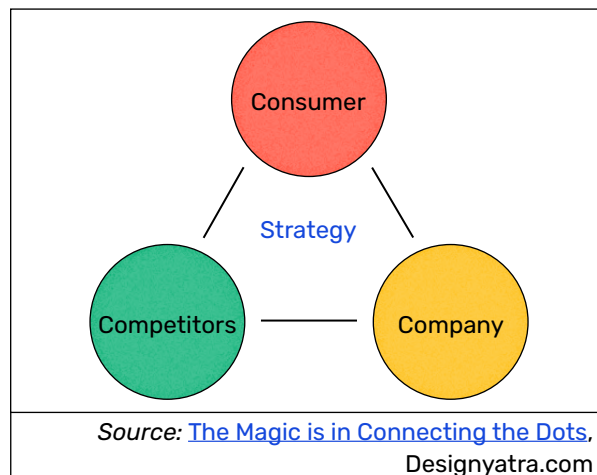 Consumer
Strategy
Competitors
Company
Source: The Magic is in Connecting the Dots,
Designyatra.com